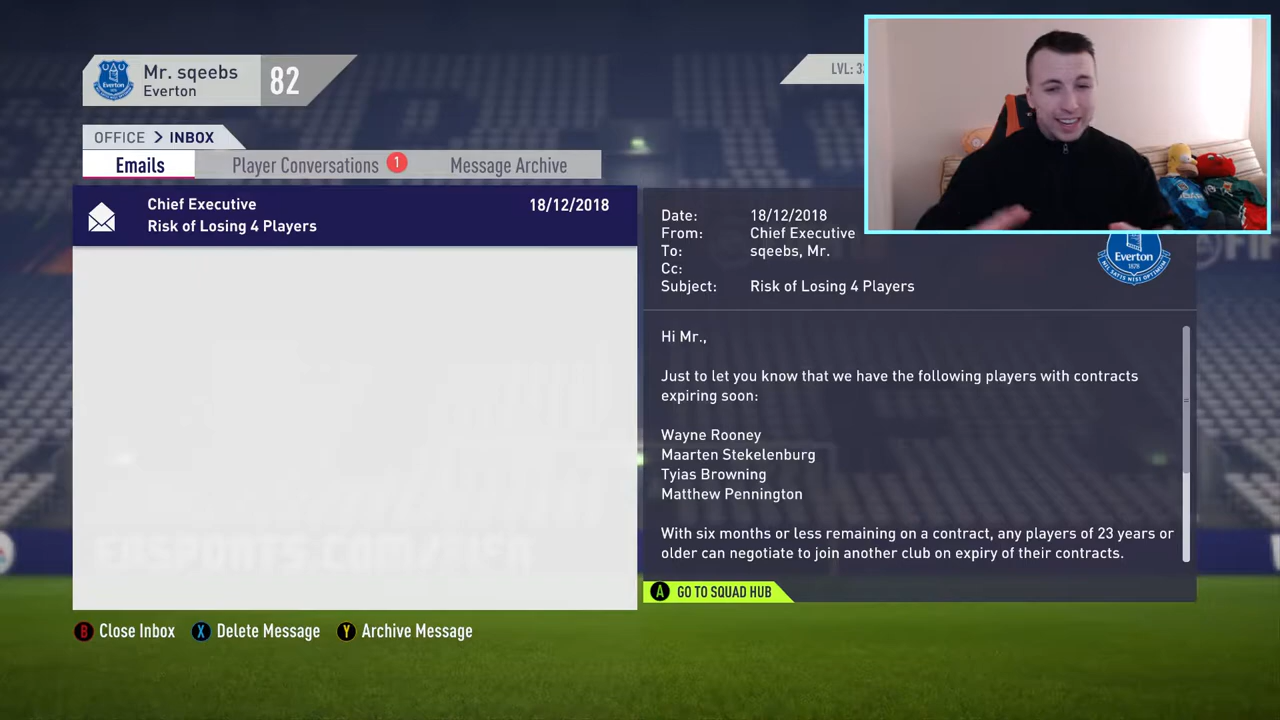 Mr. sqeebs
Everton
82
LVL: 33
OFFICE > INBOX
Emails
Player Conversations
1
Message Archive
Chief Executive
18/12/2018
Risk of Losing 4 Players
Date: 18/12/2018
From: Chief Executive
To: sqeebs, Mr.
Cc:
Subject: Risk of Losing 4 Players
Everton
1878
Hi Mr.,
Just to let you know that we have the following players with contracts
expiring soon:
Wayne Rooney
Maarten Stekelenburg
Tyias Browning
Matthew Pennington
With six months or less remaining on a contract, any players of 23 years or
older can negotiate to join another club on expiry of their contracts.
A GO TO SQUAD HUB
B Close Inbox
X Delete Message
Y Archive Message